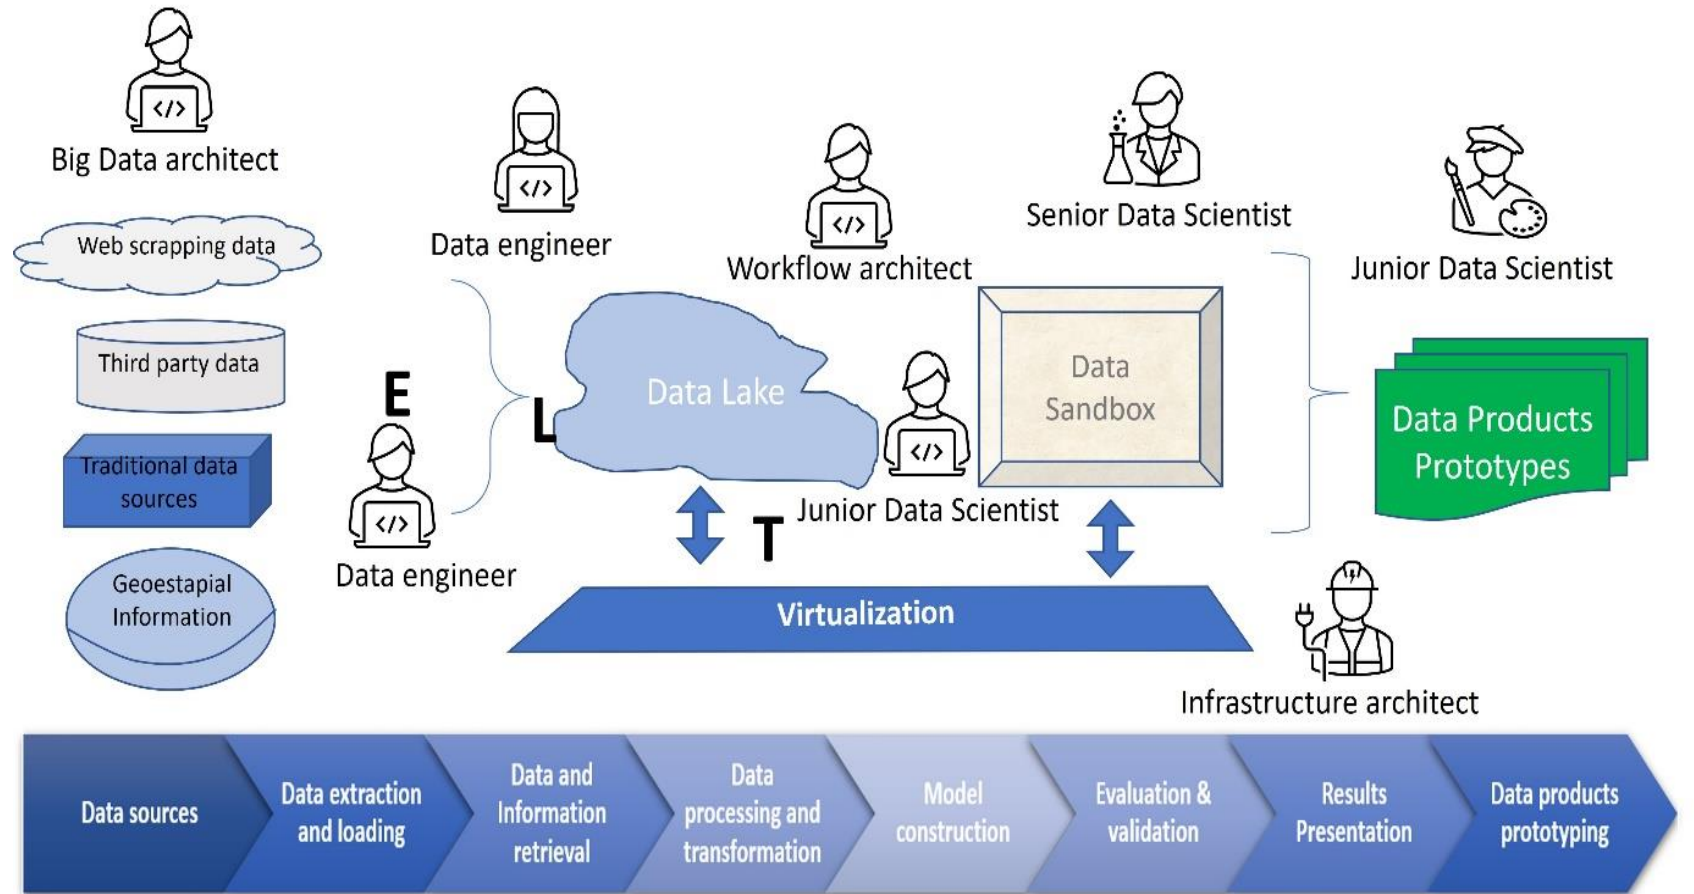 Big Data architect
Web scrapping data
Third party data
Traditional data
sources
Geoestapial
Information
</>
Data engineer
E
</>
Data engineer
</>
L
Data Lake
</>
Workflow architect
</>
Junior Data Scientist
T
Data
Sandbox
Virtualization
Senior Data Scientist
Junior Data Scientist
Data Products
Prototypes
Infrastructure architect
Data sources
Data extraction
and loading
Data and
Information
retrieval
Data
processing and
transformation
Model
construction
Evaluation &
validation
Results
Presentation
Data products
prototyping